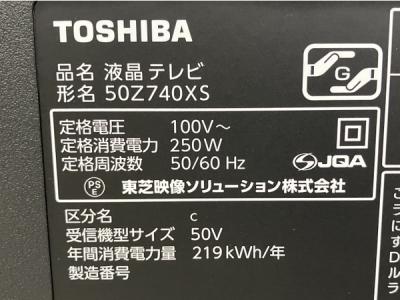 TOSHIBA
品名 液晶テレビ
形名 50Z740XS
G
定格電圧 100V～
定格消費電力 250W
定格周波数 50/60 Hz
JQA
PS
E
東芝映像ソリューション株式会社
区分名 c
受信機型サイズ 50V
年間消費電力量 219kWh/年
製造番号